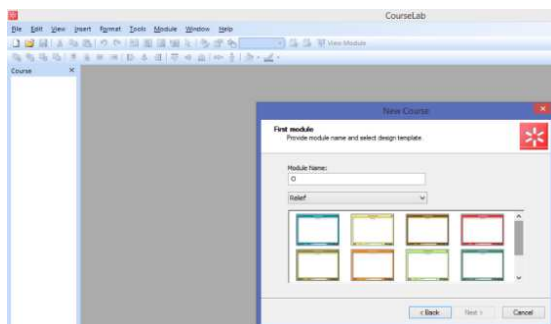 CourseLab
File Edit View Insert Format Tools Module Window Help
View Module
Course
New Course
First module
Provide module name and select design template.
Module Name:
O
Relief
< Back Next > Cancel